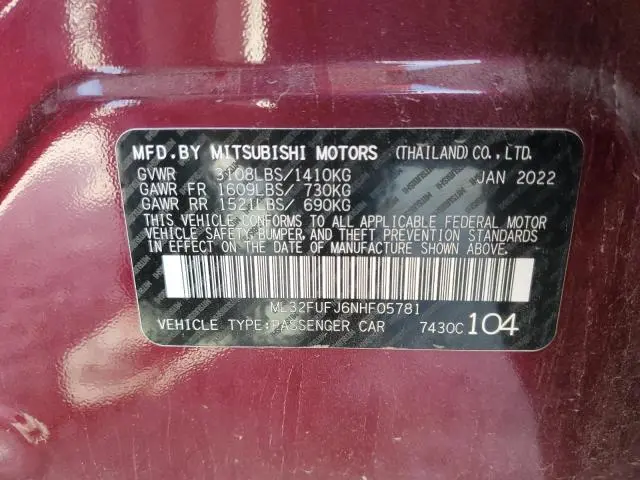 MFD.BY MITSUBISHI MOTORS (THAILAND)CO.,LTD.
GVWR 3108LBS/1410KG JAN 2022
GAWR FR 1609LBS/ 730KG
GAWR RR 1521LBS/ 690KG
THIS VEHICLE CONFORMS TO ALL APPLICABLE FEDERAL MOTOR
VEHICLE SAFETY,BUMPER,AND THEFT PREVENTION STANDARDS
IN EFFECT ON THE DATE OF MANUFACTURE SHOWN ABOVE.
ML32FUFJ6NHF05781
VEHICLE TYPE:PASSENGER CAR 7430C 104